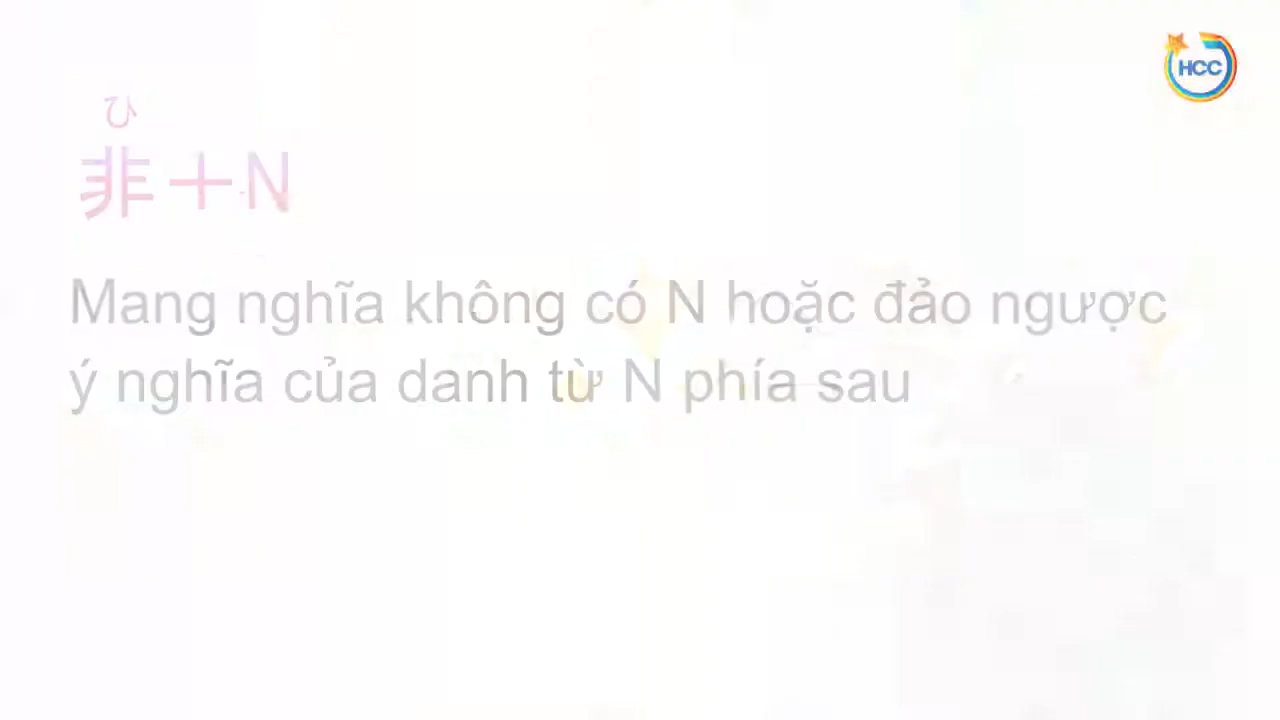 HCC
ひ
非+N
Mang nghĩa không có N hoặc đảo ngược
ý nghĩa của danh từ N phía sau